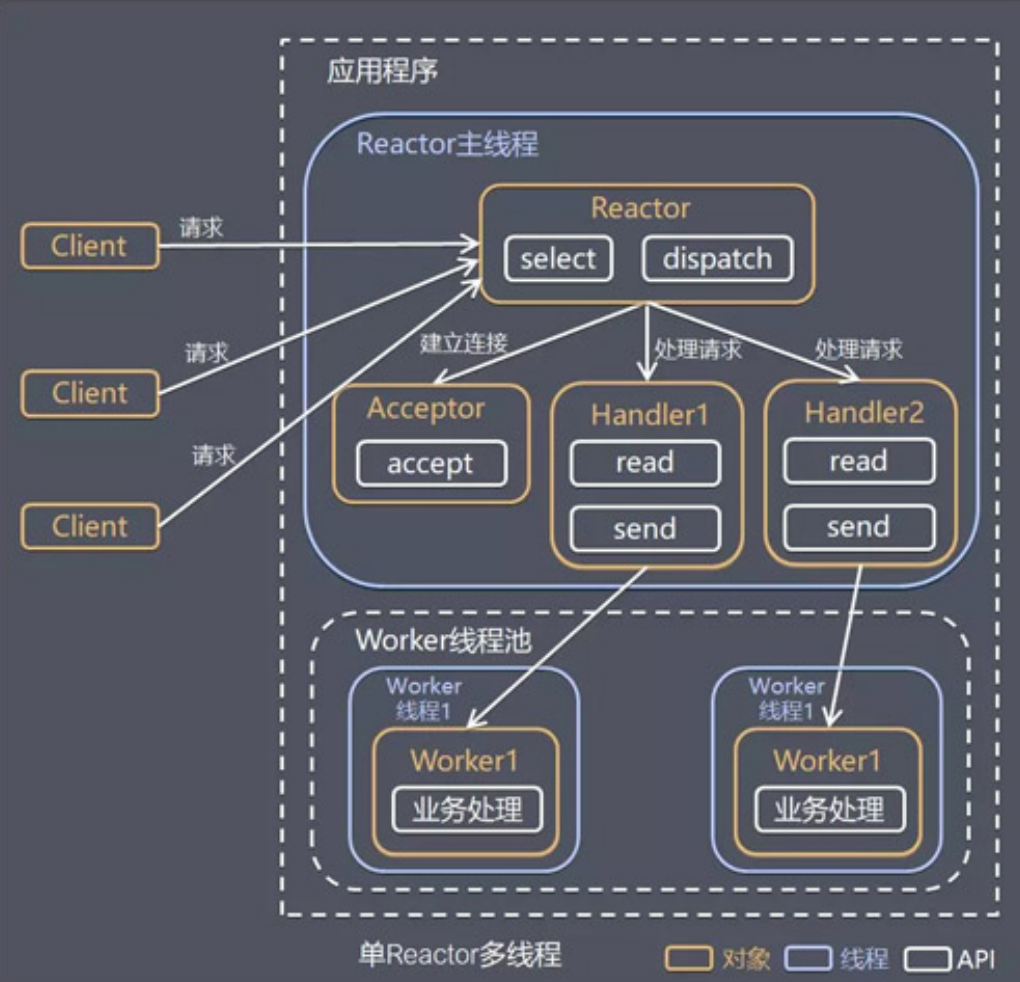 应用程序
Reactor主线程
Reactor
select
dispatch
Client
请求
Client
请求
Client
请求
建立连接
处理请求
处理请求
Acceptor
accept
Handler1
read
send
Handler2
read
send
Worker线程池
Worker
线程1
Worker1
业务处理
Worker
线程1
Worker1
业务处理
单Reactor多线程
对象
线程
API